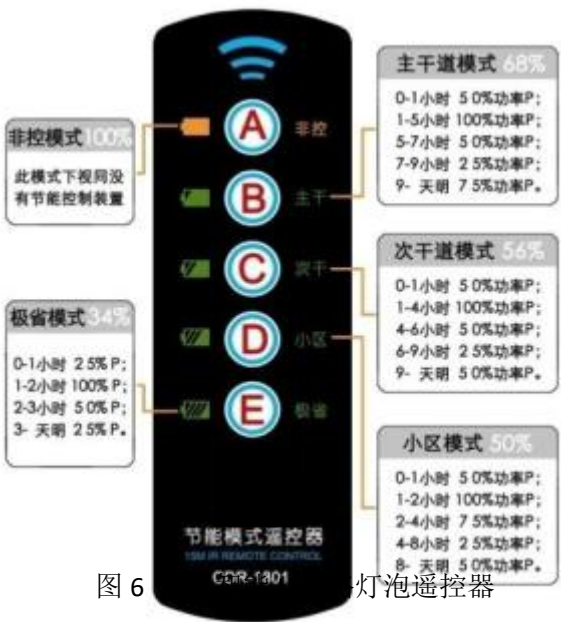 非控模式100%
此模式下视同没
有节能控制装置
极省模式34%
0-1小时 25% P;
1-2小时 100% P;
2-3小时 50% P;
3- 天明 25% P。
A 非控
B 主干
C 次干
D 小区
E 极省
节能模式遥控器
15M IR REMOTE CONTROL
GDR-1801
主干道模式 68%
0-1小时 50%功率P;
1-5小时 100%功率P;
5-7小时 50%功率P;
7-9小时 25%功率P;
9- 天明 75%功率P。
次干道模式 56%
0-1小时 50%功率P;
1-4小时 100%功率P;
4-6小时 50%功率P;
6-9小时 25%功率P;
9- 天明 50%功率P。
小区模式 50%
0-1小时 50%功率P;
1-2小时 100%功率P;
2-4小时 75%功率P;
4-8小时 25%功率P;
8- 天明 50%功率P。
图 6 灯泡遥控器